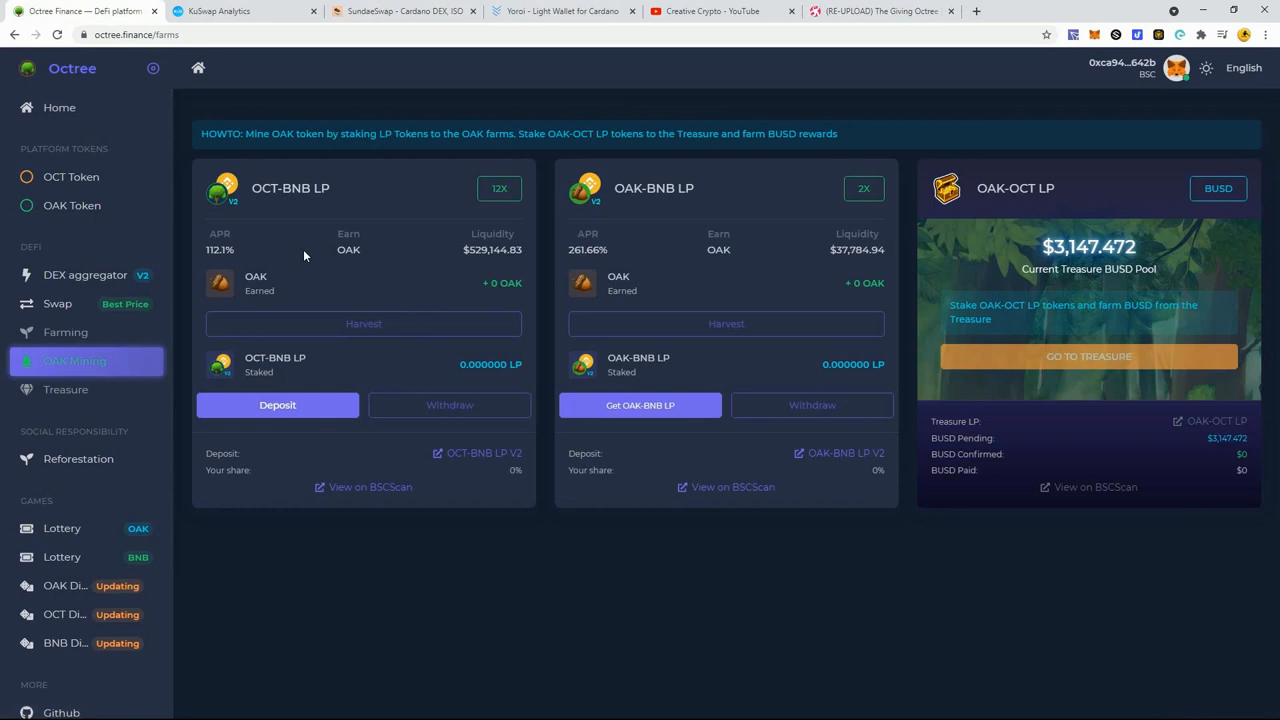 Octree Finance — DeFi platform
KuSwap Analytics
SundaeSwap - Cardano DEX, ISO
Yoroi - Light Wallet for Cardano
Creative Crypto - YouTube
(RE-UPLOAD) The Giving Octree
octree.finance/farms
Octree
0xca94...642b
BSC
English
Home
PLATFORM TOKENS
OCT Token
OAK Token
DEFI
DEX aggregator V2
Swap Best Price
Farming
OAK Mining
Treasure
SOCIAL RESPONSIBILITY
Reforestation
GAMES
Lottery OAK
Lottery BNB
OAK Di... Updating
OCT Di... Updating
BNB Di... Updating
MORE
Github
HOWTO: Mine OAK token by staking LP Tokens to the OAK farms. Stake OAK-OCT LP tokens to the Treasure and farm BUSD rewards
V2
OCT-BNB LP
12X
APR Earn Liquidity
112.1% OAK $529,144.83
OAK
Earned
+ 0 OAK
Harvest
OCT-BNB LP
Staked
0.000000 LP
Deposit
Withdraw
Deposit: OCT-BNB LP V2
Your share: 0%
View on BSCScan
V2
OAK-BNB LP
2X
APR Earn Liquidity
261.66% OAK $37,784.94
OAK
Earned
+ 0 OAK
Harvest
OAK-BNB LP
Staked
0.000000 LP
Get OAK-BNB LP
Withdraw
Deposit: OAK-BNB LP V2
Your share: 0%
View on BSCScan
OAK-OCT LP
BUSD
$3,147.472
Current Treasure BUSD Pool
Stake OAK-OCT LP tokens and farm BUSD from the
Treasure
GO TO TREASURE
Treasure LP: OAK-OCT LP
BUSD Pending: $3,147.472
BUSD Confirmed: $0
BUSD Paid: $0
View on BSCScan